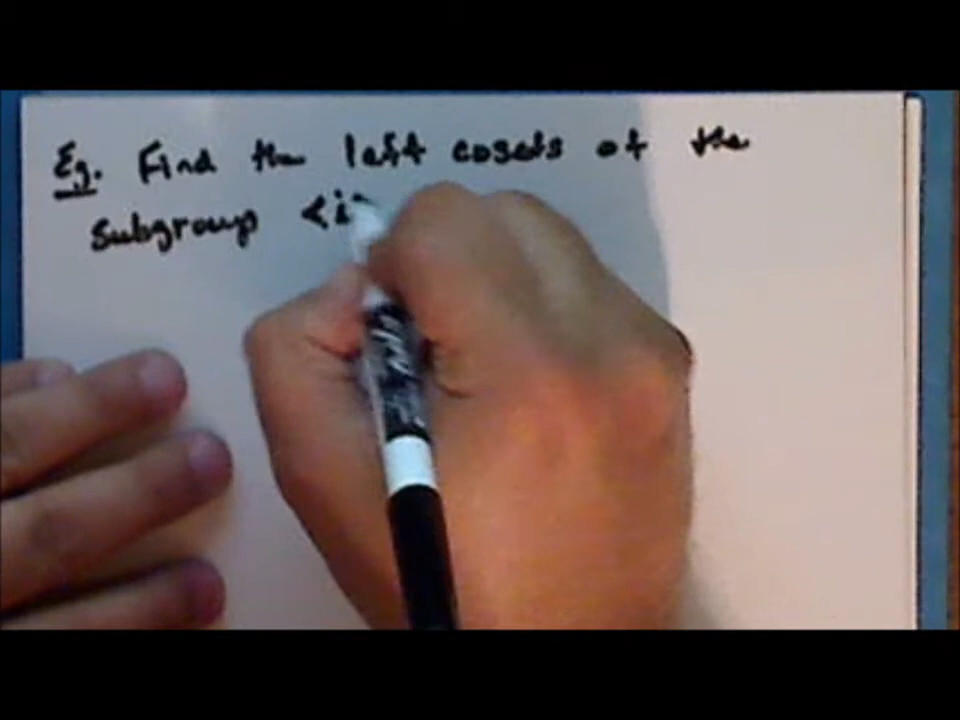 Eg. Find the left cosets of the
subgroup <i>